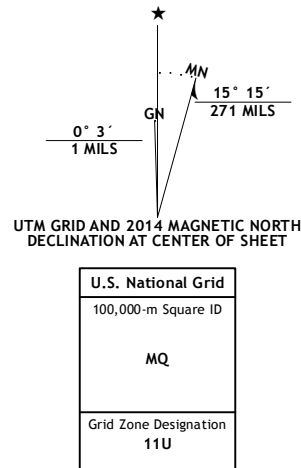 ★
MN
GN
15° 15´
271 MILS
0° 3´
1 MILS
UTM GRID AND 2014 MAGNETIC NORTH
DECLINATION AT CENTER OF SHEET
U.S. National Grid
100,000-m Square ID
MQ
Grid Zone Designation
11U